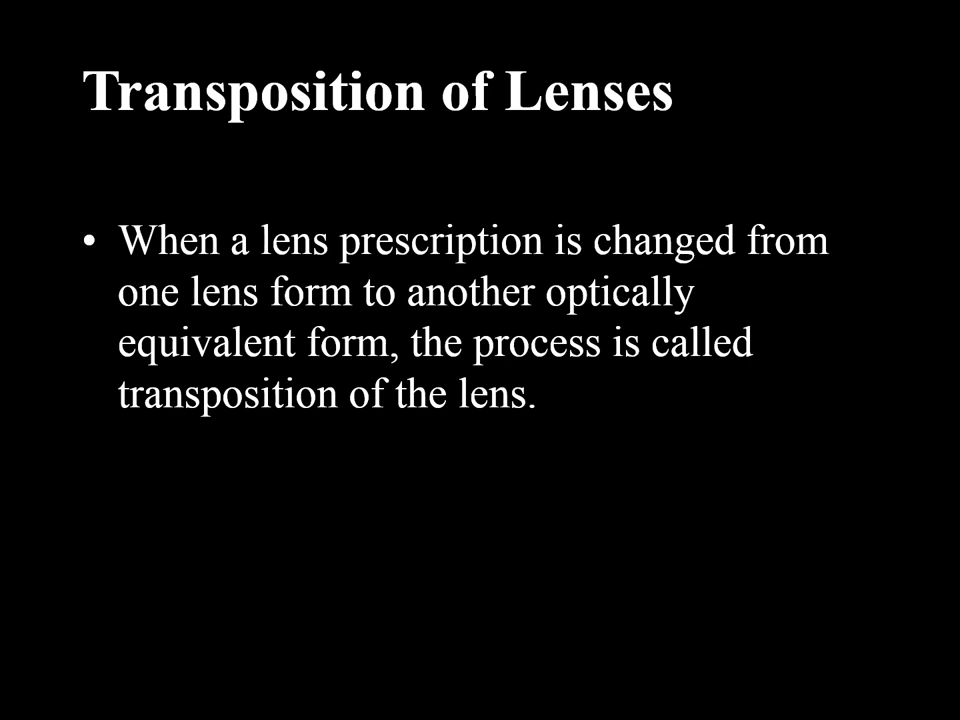 Transposition of Lenses
• When a lens prescription is changed from
one lens form to another optically
equivalent form, the process is called
transposition of the lens.